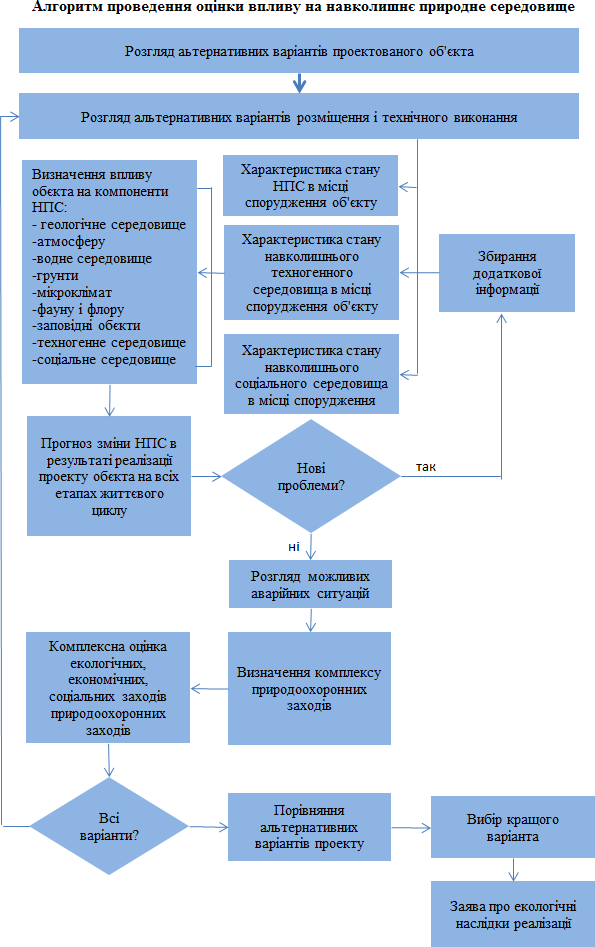 Алгоритм проведення оцінки впливу на навколишнє природне середовище
Розгляд аьтернативних варіантів проектованого об'єкта
Розгляд альтернативних варіантів розміщення і технічного виконання
Визначення впливу
обєкта на компоненти
НПС:
- геологічне середовище
-атмосферу
-водне середовище
-грунти
-мікроклімат
-фауну і флору
-заповідні обєкти
-техногенне середовище
-соціальне середовище
Характеристика стану
НПС в місці
спорудження об'єкту
Характеристика стану
навколишнього
техногенного
середовища в місці
спорудження об'єкту
Характеристика стану
навколишнього
соціального середовища
в місці спорудження
Збирання
додаткової
інформації
Прогноз зміни НПС в
результаті реалізації
проекту обєкта на всіх
етапах життєвого
циклу
Нові
проблеми?
так
ні
Розгляд можливих
аварійних ситуацій
Визначення комплексу
природоохоронних
заходів
Комплексна оцінка
екологічних,
економічних,
соціальних заходів
природоохоронних
заходів
Всі
варіанти?
Порівняння
альтернативних
варіантів проекту
Вибір кращого
варіанта
Заява про екологічні
наслідки реалізації